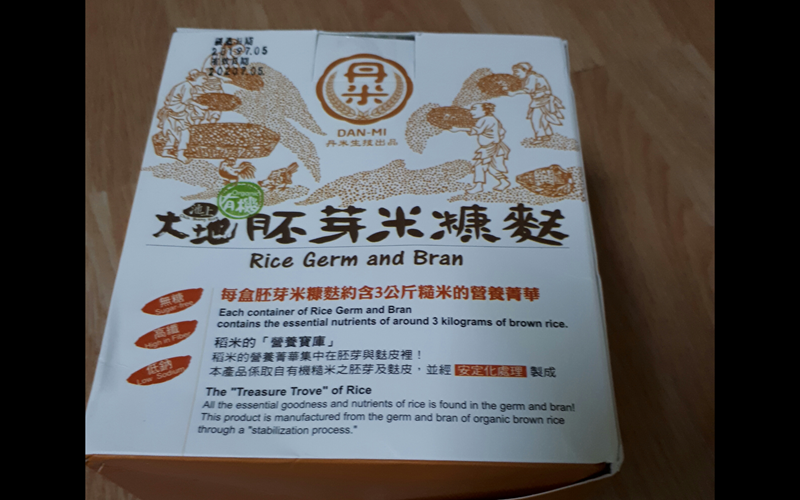 2019?.05
2020?.05
丹米
DAN-MI
丹米生技出品
有機
大地胚芽米糠麩
Rice Germ and Bran
無糖
Sugar free
高纖
High in Fiber
低鈉
Low Sodium
每盒胚芽米糠麩約含3公斤糙米的營養菁華
Each container of Rice Germ and Bran
contains the essential nutrients of around 3 kilograms of brown rice.
稻米的「營養寶庫」
稻米的營養菁華集中在胚芽與麩皮裡！
本產品係取自有機糙米之胚芽及麩皮，並經 安定化處理 製成
The "Treasure Trove" of Rice
All the essential goodness and nutrients of rice is found in the germ and bran!
This product is manufactured from the germ and bran of organic brown rice
through a "stabilization process."